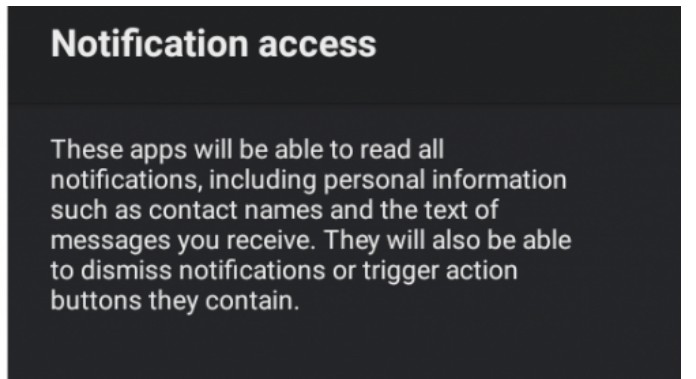 Notification access
These apps will be able to read all
notifications, including personal information
such as contact names and the text of
messages you receive. They will also be able
to dismiss notifications or trigger action
buttons they contain.